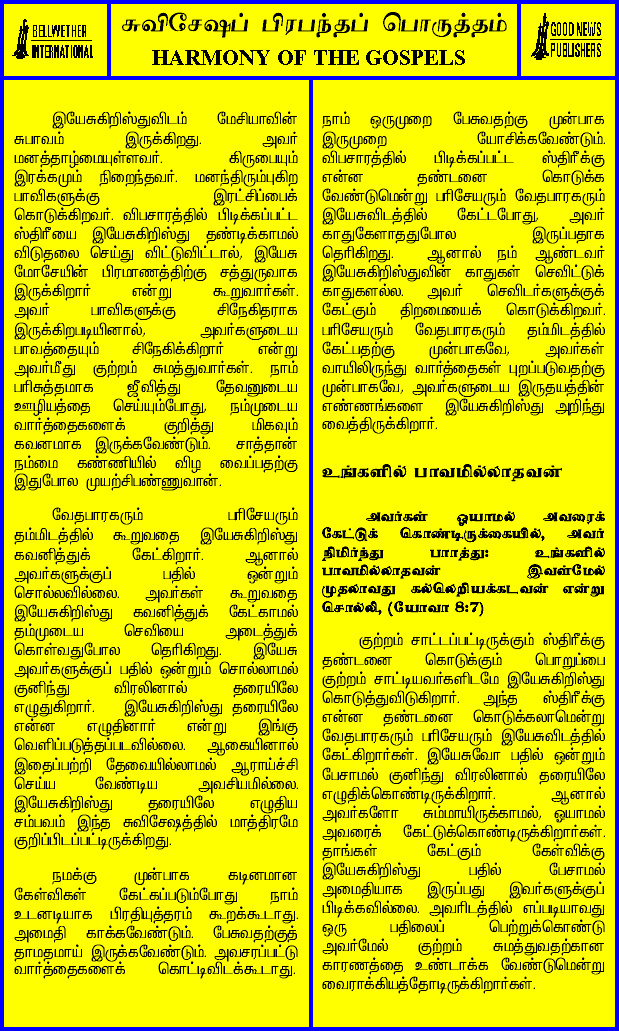 BELLWETHER
INTERNATIONAL
சுவிசேஷப் பிரபந்தப் பொருத்தம்
HARMONY OF THE GOSPELS
GOOD NEWS
PUBLISHERS
இயேசுகிறிஸ்துவிடம் மேசியாவின்
சுபாவம் இருக்கிறது. அவர்
மனத்தாழ்மையுள்ளவர். கிருபையும்
இரக்கமும் நிறைந்தவர். மனந்திரும்புகிற
பாவிகளுக்கு இரட்சிப்பைக்
கொடுக்கிறவர். விபசாரத்தில் பிடிக்கப்பட்ட
ஸ்திரீயை இயேசுகிறிஸ்து தண்டிக்காமல்
விடுதலை செய்து விட்டுவிட்டால், இயேசு
மோசேயின் பிரமாணத்திற்கு சத்துருவாக
இருக்கிறார் என்று கூறுவார்கள்.
அவர் பாவிகளுக்கு சிநேகிதராக
இருக்கிறபடியினால், அவர்களுடைய
பாவத்தையும் சிநேகிக்கிறார் என்று
அவர்மீது குற்றம் சுமத்துவார்கள். நாம்
பரிசுத்தமாக ஜீவித்து தேவனுடைய
ஊழியத்தை செய்யும்போது, நம்முடைய
வார்த்தைகளைக் குறித்து மிகவும்
கவனமாக இருக்கவேண்டும். சாத்தான்
நம்மை கண்ணியில் விழ வைப்பதற்கு
இதுபோல முயற்சிபண்ணுவான்.
வேதபாரகரும் பரிசேயரும்
தம்மிடத்தில் கூறுவதை இயேசுகிறிஸ்து
கவனித்துக் கேட்கிறார். ஆனால்
அவர்களுக்குப் பதில் ஒன்றும்
சொல்லவில்லை. அவர்கள் கூறுவதை
இயேசுகிறிஸ்து கவனித்துக் கேட்காமல்
தம்முடைய செவியை அடைத்துக்
கொள்வதுபோல தெரிகிறது. இயேசு
அவர்களுக்குப் பதில் ஒன்றும் சொல்லாமல்
குனிந்து விரலினால் தரையிலே
எழுதுகிறார். இயேசுகிறிஸ்து தரையிலே
என்ன எழுதினார் என்று இங்கு
வெளிப்படுத்தப்படவில்லை. ஆகையினால்
இதைப்பற்றி தேவையில்லாமல் ஆராய்ச்சி
செய்ய வேண்டிய அவசியமில்லை.
இயேசுகிறிஸ்து தரையிலே எழுதிய
சம்பவம் இந்த சுவிசேஷத்தில் மாத்திரமே
குறிப்பிடப்பட்டிருக்கிறது.
நமக்கு முன்பாக கடினமான
கேள்விகள் கேட்கப்படும்போது நாம்
உடனடியாக பிரதியுத்தரம் கூறக்கூடாது.
அமைதி காக்கவேண்டும். பேசுவதற்குத்
தாமதமாய் இருக்கவேண்டும். அவசரப்பட்டு
வார்த்தைகளைக் கொட்டிவிடக்கூடாது.
நாம் ஒருமுறை பேசுவதற்கு முன்பாக
இருமுறை யோசிக்கவேண்டும்.
விபசாரத்தில் பிடிக்கப்பட்ட ஸ்திரீக்கு
என்ன தண்டனை கொடுக்க
வேண்டுமென்று பரிசேயரும் வேதபாரகரும்
இயேசுவிடத்தில் கேட்டபோது, அவர்
காதுகேளாததுபோல இருப்பதாக
தெரிகிறது. ஆனால் நம் ஆண்டவர்
இயேசுகிறிஸ்துவின் காதுகள் செவிட்டுக்
காதுகளல்ல. அவர் செவிடர்களுக்குக்
கேட்கும் திறமையைக் கொடுக்கிறவர்.
பரிசேயரும் வேதபாரகரும் தம்மிடத்தில்
கேட்பதற்கு முன்பாகவே, அவர்கள்
வாயிலிருந்து வார்த்தைகள் புறப்படுவதற்கு
முன்பாகவே, அவர்களுடைய இருதயத்தின்
எண்ணங்களை இயேசுகிறிஸ்து அறிந்து
வைத்திருக்கிறார்.
உங்களில் பாவமில்லாதவன்
அவர்கள் ஓயாமல் அவரைக்
கேட்டுக் கொண்டிருக்கையில், அவர்
நிமிர்ந்து பார்த்து: உங்களில்
பாவமில்லாதவன் இவள்மேல்
முதலாவது கல்லெறியக்கடவன் என்று
சொல்லி, (யோவா 8:7)
குற்றம் சாட்டப்பட்டிருக்கும் ஸ்திரீக்கு
தண்டனை கொடுக்கும் பொறுப்பை
குற்றம் சாட்டியவர்களிடமே இயேசுகிறிஸ்து
கொடுத்துவிடுகிறார். அந்த ஸ்திரீக்கு
என்ன தண்டனை கொடுக்கலாமென்று
வேதபாரகரும் பரிசேயரும் இயேசுவிடத்தில்
கேட்கிறார்கள். இயேசுவோ பதில் ஒன்றும்
பேசாமல் குனிந்து விரலினால் தரையிலே
எழுதிக்கொண்டிருக்கிறார். ஆனால்
அவர்களோ சும்மாயிருக்காமல், ஓயாமல்
அவரைக் கேட்டுக்கொண்டிருக்கிறார்கள்.
தாங்கள் கேட்கும் கேள்விக்கு
இயேசுகிறிஸ்து பதில் பேசாமல்
அமைதியாக இருப்பது இவர்களுக்குப்
பிடிக்கவில்லை. அவரிடத்தில் எப்படியாவது
ஒரு பதிலைப் பெற்றுக்கொண்டு
அவர்மேல் குற்றம் சுமத்துவதற்கான
காரணத்தை உண்டாக்க வேண்டுமென்று
வைராக்கியத்தோடிருக்கிறார்கள்.